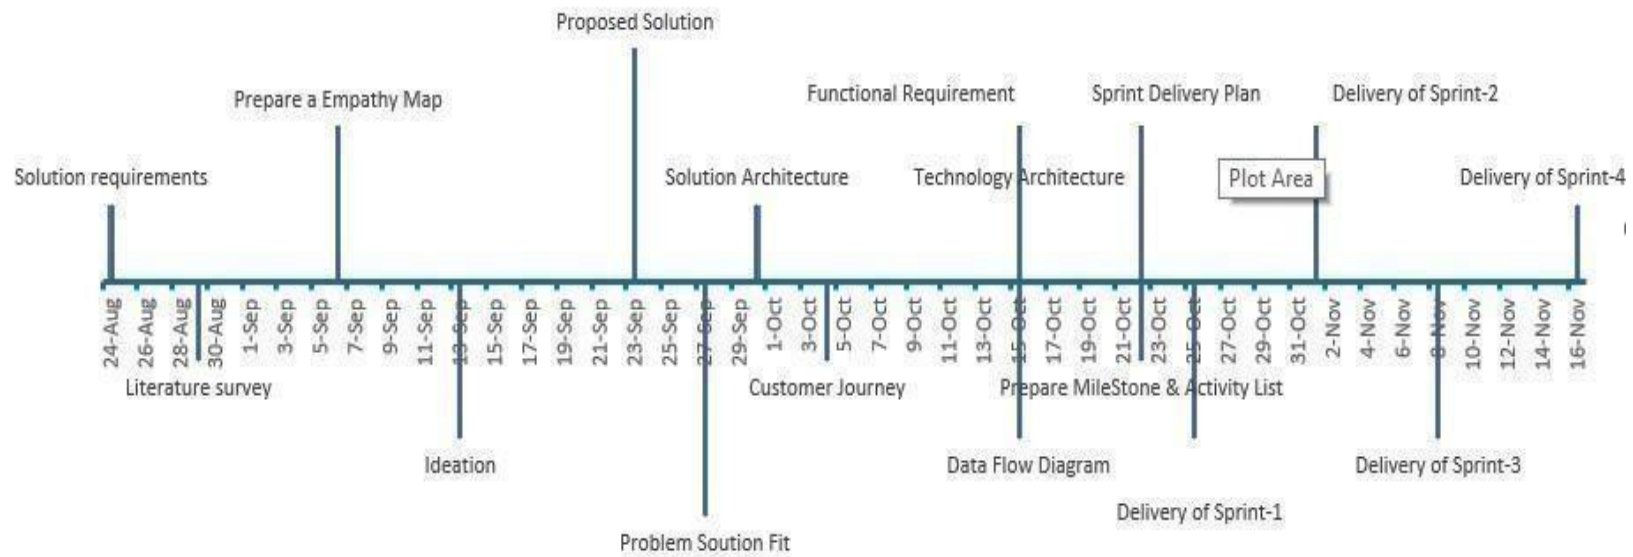 Proposed Solution
Prepare a Empathy Map
Functional Requirement
Sprint Delivery Plan
Delivery of Sprint-2
Solution requirements
Solution Architecture
Technology Architecture
Plot Area
Delivery of Sprint-4
24-Aug
26-Aug
28-Aug
30-Aug
1-Sep
3-Sep
5-Sep
7-Sep
9-Sep
11-Sep
13-Sep
15-Sep
17-Sep
19-Sep
21-Sep
23-Sep
25-Sep
27-Sep
29-Sep
1-Oct
3-Oct
5-Oct
7-Oct
9-Oct
11-Oct
13-Oct
15-Oct
17-Oct
19-Oct
21-Oct
23-Oct
25-Oct
27-Oct
29-Oct
31-Oct
2-Nov
4-Nov
6-Nov
8-Nov
10-Nov
12-Nov
14-Nov
16-Nov
Literature survey
Customer Journey
Prepare MileStone & Activity List
Ideation
Data Flow Diagram
Delivery of Sprint-3
Delivery of Sprint-1
Problem Soution Fit